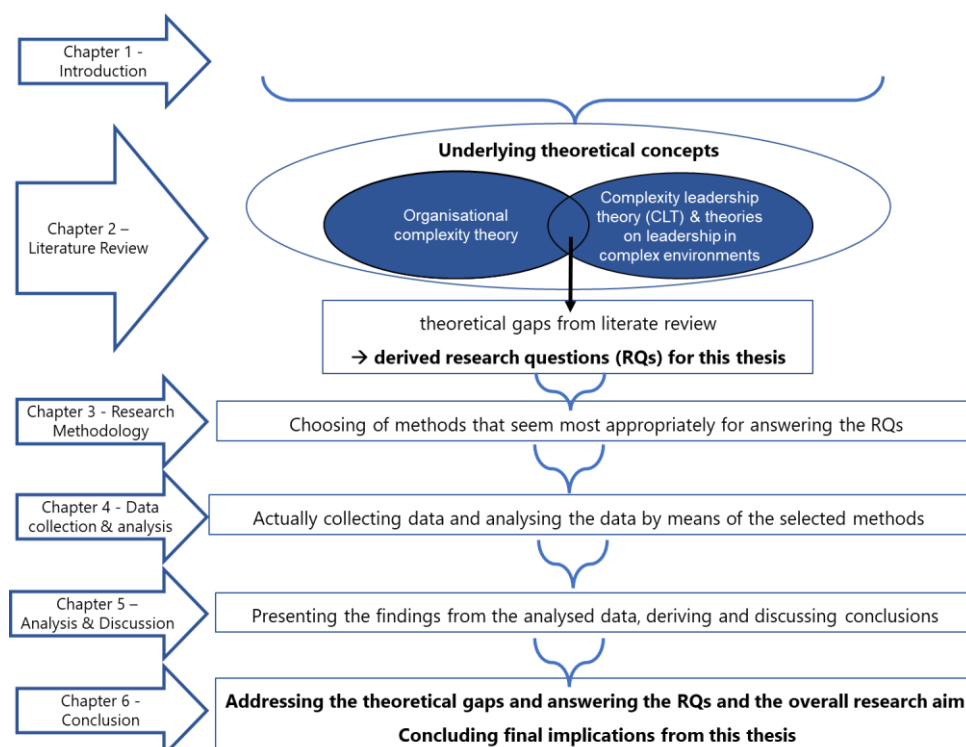 Chapter 1 -
Introduction
Underlying theoretical concepts
Chapter 2 –
Literature Review
Organisational
complexity theory
Complexity leadership
theory (CLT) & theories
on leadership in
complex environments
theoretical gaps from literate review
→ derived research questions (RQs) for this thesis
Chapter 3 - Research
Methodology
Choosing of methods that seem most appropriately for answering the RQs
Chapter 4 - Data
collection & analysis
Actually collecting data and analysing the data by means of the selected methods
Chapter 5 –
Analysis & Discussion
Presenting the findings from the analysed data, deriving and discussing conclusions
Chapter 6 -
Conclusion
Addressing the theoretical gaps and answering the RQs and the overall research aim
Concluding final implications from this thesis